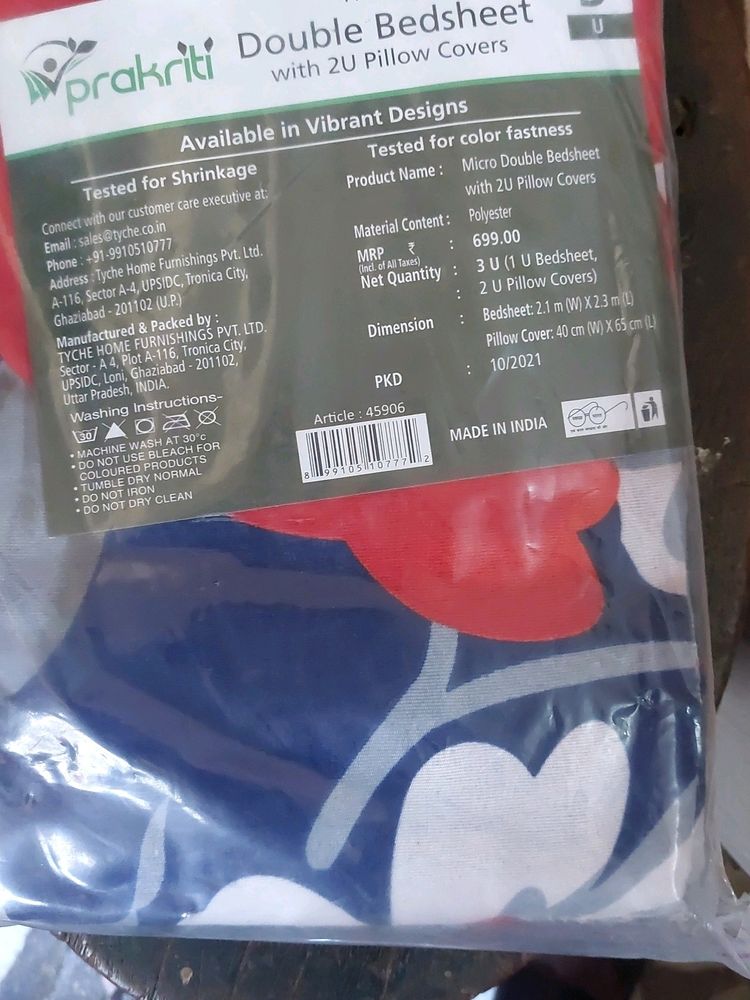 prakriti
Double Bedsheet
with 2U Pillow Covers
U
Available in Vibrant Designs
Tested for Shrinkage
Connect with our customer care executive at:
Email : sales@tyche.co.in
Phone : +91-9910510777
Address : Tyche Home Furnishings Pvt. Ltd.
A-116, Sector A-4, UPSIDC, Tronica City,
Ghaziabad - 201102 (U.P.)
Manufactured & Packed by :
TYCHE HOME FURNISHINGS PVT. LTD.
Sector - A 4, Plot A-116, Tronica City,
UPSIDC, Loni, Ghaziabad - 201102,
Uttar Pradesh, INDIA.
Washing Instructions-
30
• MACHINE WASH AT 30°c
• DO NOT USE BLEACH FOR
COLOURED PRODUCTS
• TUMBLE DRY NORMAL
• DO NOT IRON
• DO NOT DRY CLEAN
Tested for color fastness
Product Name : Micro Double Bedsheet
with 2U Pillow Covers
Material Content : Polyester
MRP ₹ : 699.00
(Incl. of All Taxes)
Net Quantity : 3 U (1 U Bedsheet,
: 2 U Pillow Covers)
Dimension : Bedsheet: 2.1 m (W) X 2.3 m (L)
Pillow Cover: 40 cm (W) X 65 cm (L)
PKD : 10/2021
Article : 45906
8 99105 10777 2
MADE IN INDIA